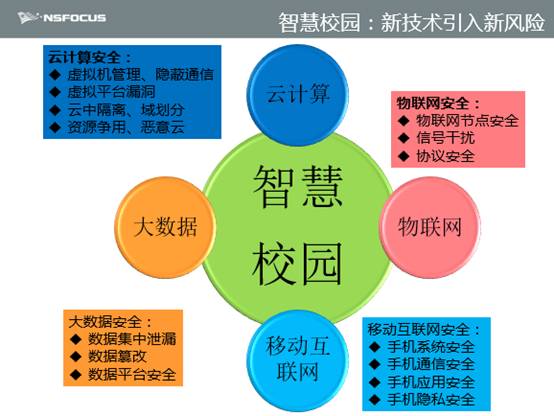 NSFOCUS
智慧校园：新技术引入新风险
云计算安全：
◆ 虚拟机管理、隐蔽通信
◆ 虚拟平台漏洞
◆ 云中隔离、域划分
◆ 资源争用、恶意云
云计算
物联网安全：
◆ 物联网节点安全
◆ 信号干扰
◆ 协议安全
智慧
校园
大数据
物联网
大数据安全：
◆ 数据集中泄漏
◆ 数据篡改
◆ 数据平台安全
移动互
联网
移动互联网安全：
◆ 手机系统安全
◆ 手机通信安全
◆ 手机应用安全
◆ 手机隐私安全